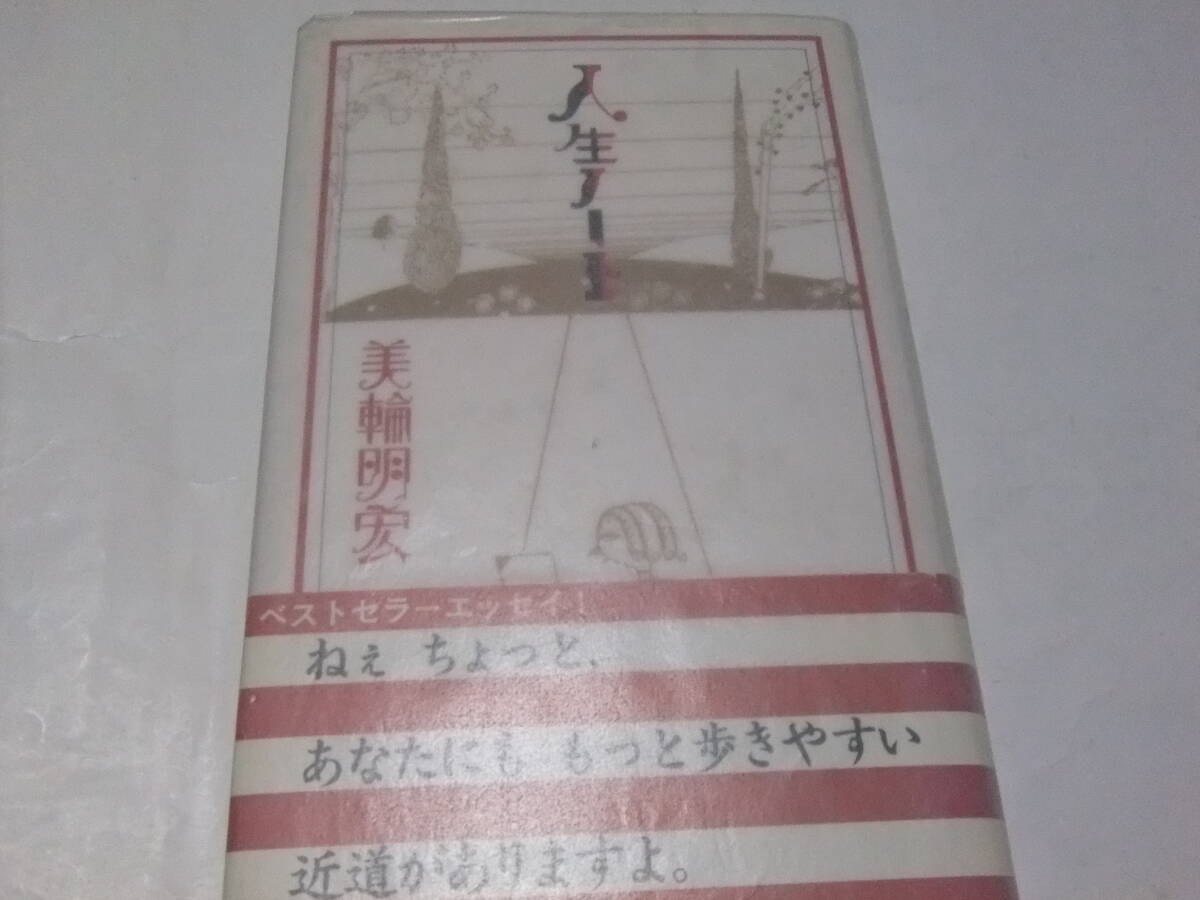 人生ノート
美輪明宏
ベストセラーエッセイ!
ねぇ ちょっと、
あなたにも もっと歩きやすい
近道がありますよ。